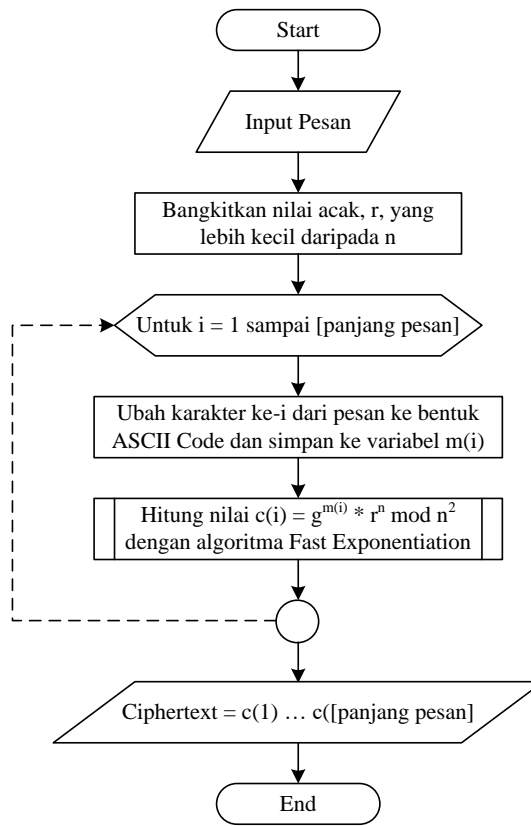 Start
Input Pesan
Bangkitkan nilai acak, r, yang
lebih kecil daripada n
Untuk i = 1 sampai [panjang pesan]
Ubah karakter ke-i dari pesan ke bentuk
ASCII Code dan simpan ke variabel m(i)
Hitung nilai c(i) = g^m(i) * r^n mod n^2
dengan algoritma Fast Exponentiation
Ciphertext = c(1) … c([panjang pesan]
End